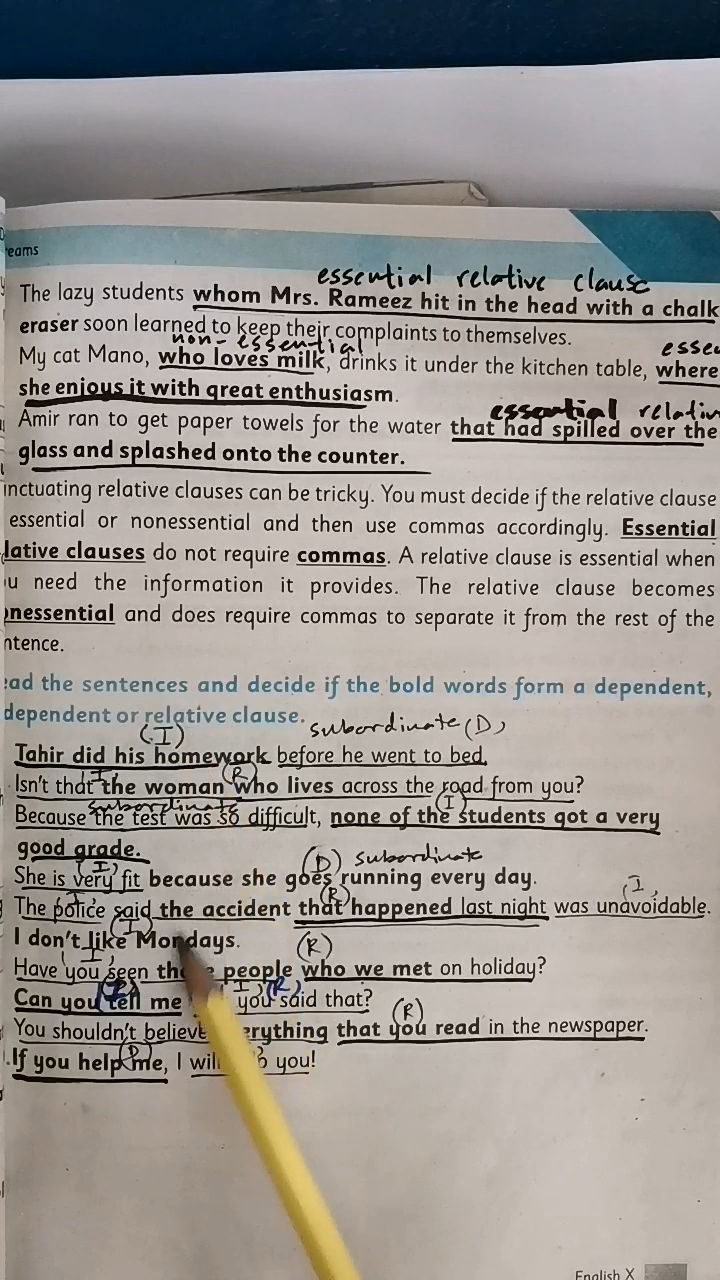 eams
essential relative clause
The lazy students whom Mrs. Rameez hit in the head with a chalk
eraser soon learned to keep their complaints to themselves.
non-essential essen
My cat Mano, who loves milk, drinks it under the kitchen table, where
she enjoys it with great enthusiasm.
essential relativ
Amir ran to get paper towels for the water that had spilled over the
glass and splashed onto the counter.
nctuating relative clauses can be tricky. You must decide if the relative clause
essential or nonessential and then use commas accordingly. Essential
lative clauses do not require commas. A relative clause is essential when
u need the information it provides. The relative clause becomes
onessential and does require commas to separate it from the rest of the
ntence.
ead the sentences and decide if the bold words form a dependent,
dependent or relative clause.
(I) subordinate (D)
Tahir did his homework before he went to bed.
I (R)
Isn't that the woman who lives across the road from you?
subordinate (I)
Because the test was so difficult, none of the students got a very
good grade.
(I) (D) subordinate
She is very fit because she goes running every day.
I (R) (I)
The police said the accident that happened last night was unavoidable.
(I)
I don't like Mondays.
I (R)
Have you seen people who we met on holiday?
(I) (R)
Can you tell me you said that?
(R)
You shouldn't believe erything that you read in the newspaper.
(D)
If you help me, I you!
English X